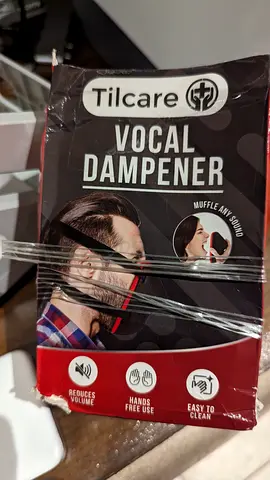 Tilcare
VOCAL
DAMPENER
MUFFLE ANY SOUND
REDUCES
VOLUME
HANDS
FREE USE
EASY TO
CLEAN